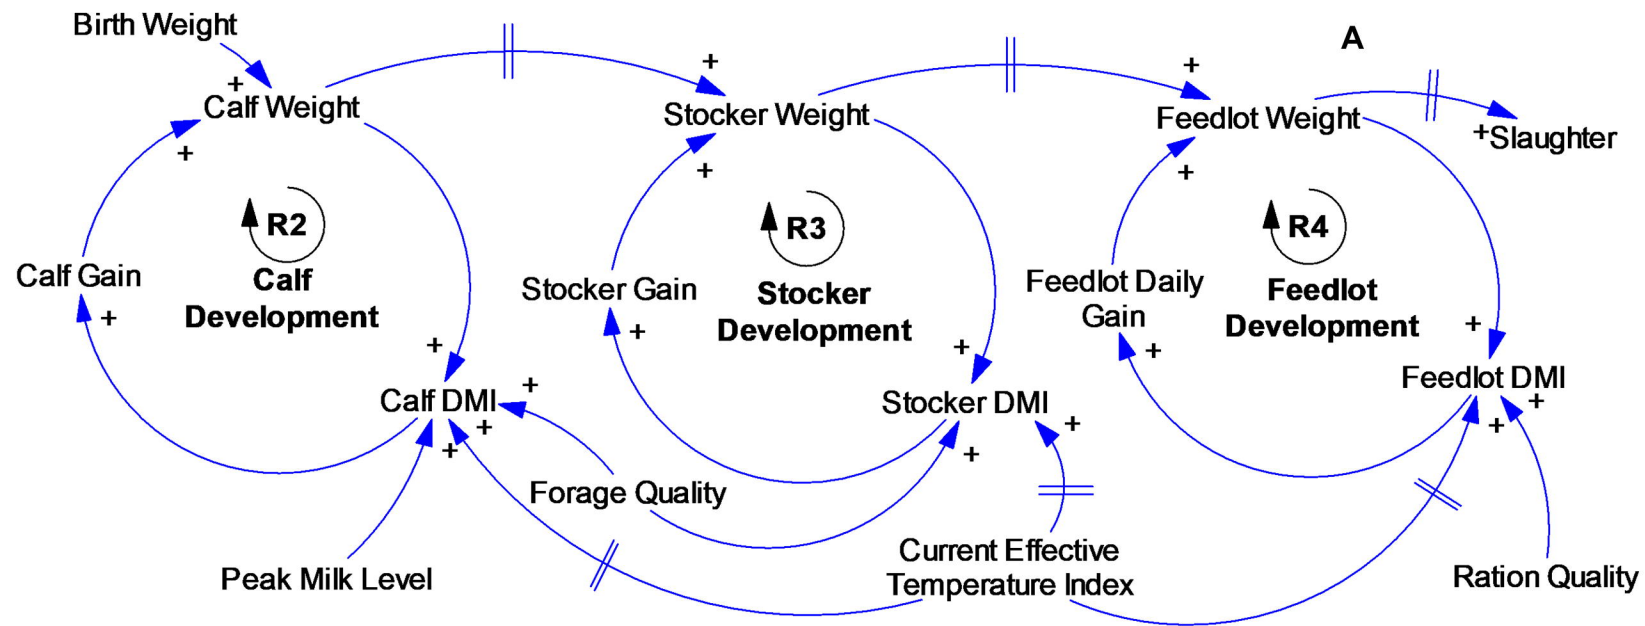 Birth Weight
A
+
+
+
+
Calf Weight
Stocker Weight
Feedlot Weight
+Slaughter
+
+
+
R2
R3
R4
Calf Gain
Calf
Development
Stocker Gain
Stocker
Development
Feedlot Daily
Gain
Feedlot
Development
+
+
+
+
+
+
Calf DMI
Stocker DMI
Feedlot DMI
+
+
+
+
+
+
+
Forage Quality
Peak Milk Level
Current Effective
Temperature Index
Ration Quality